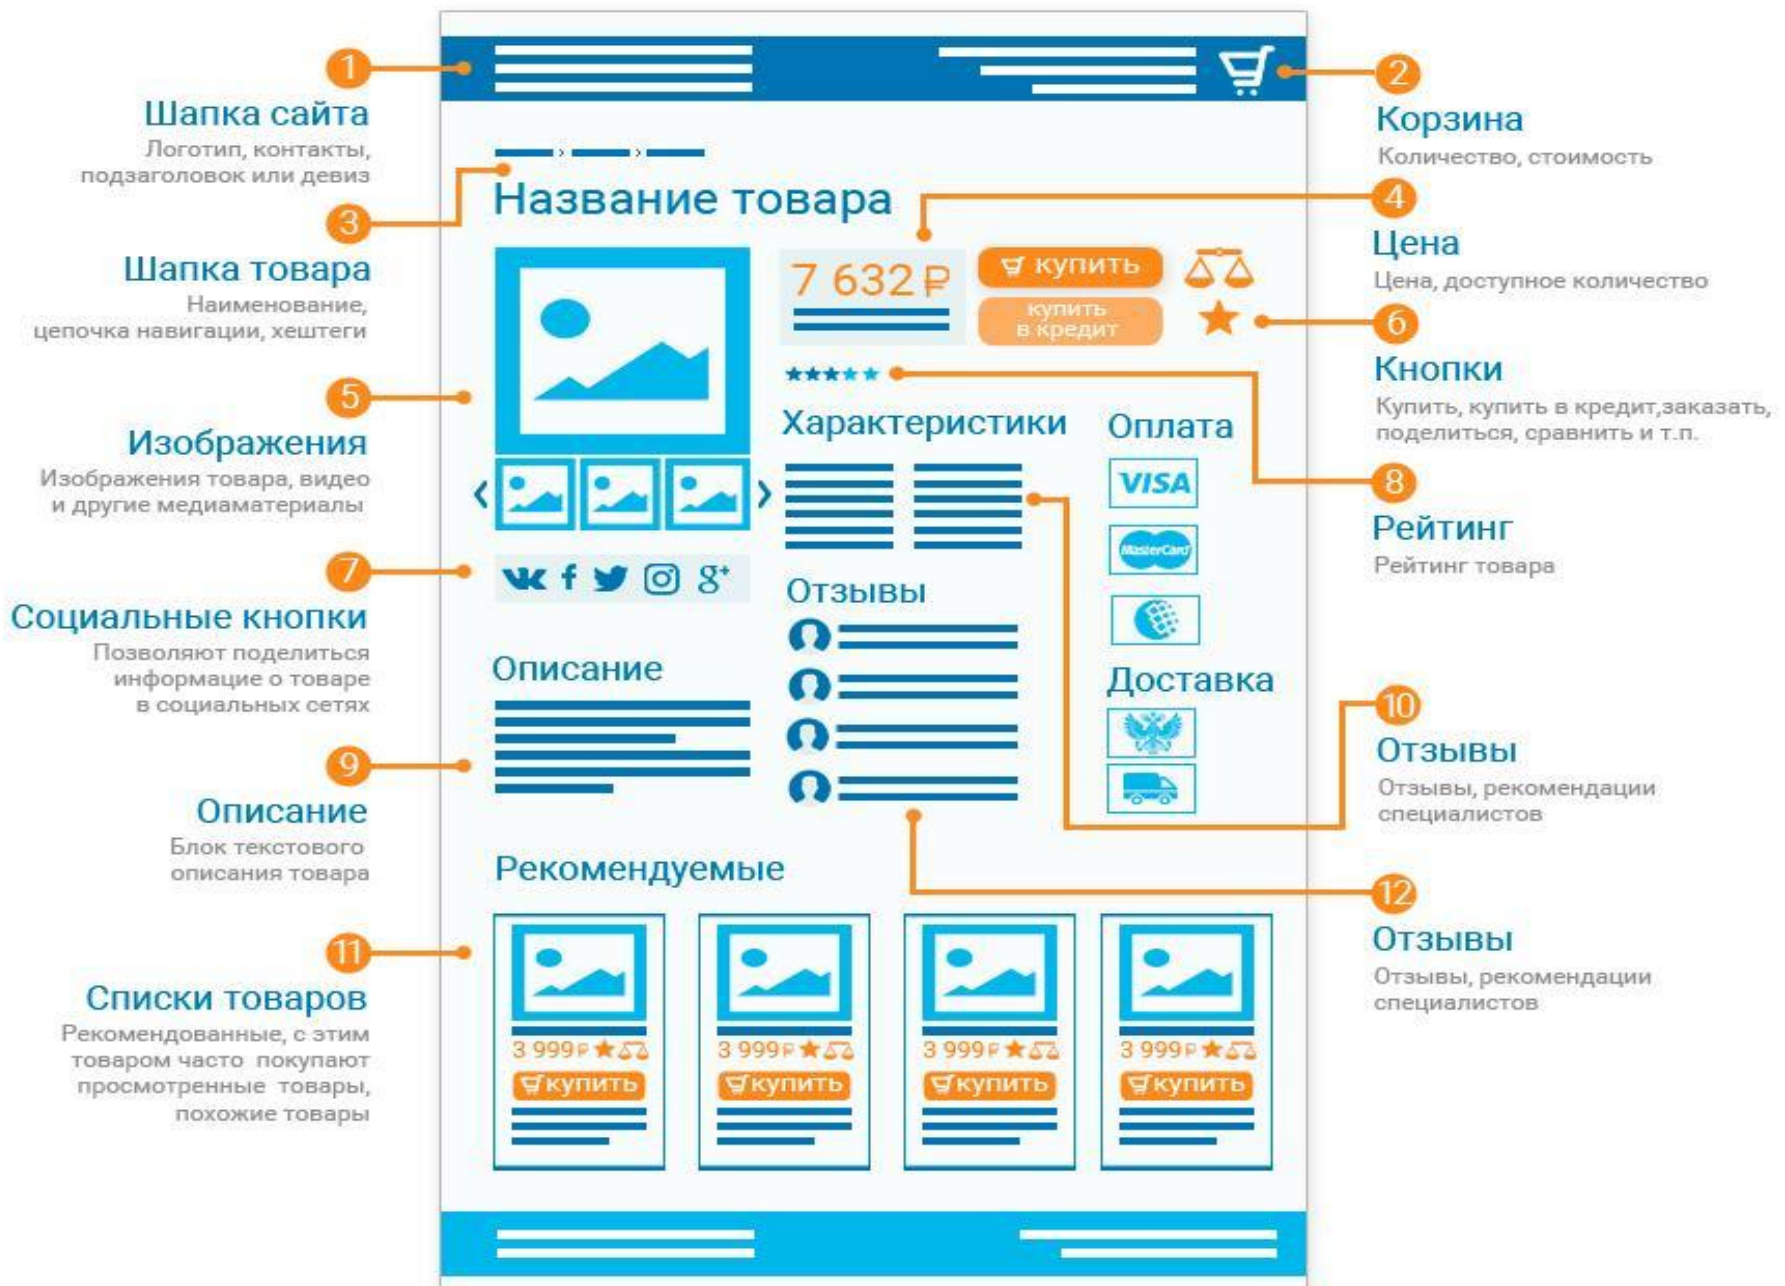 1
Шапка сайта
Логотип, контакты,
подзаголовок или девиз
2
Корзина
Количество, стоимость
3
Шапка товара
Наименование,
цепочка навигации, хештеги
4
Цена
Цена, доступное количество
5
Изображения
Изображения товара, видео
и другие медиаматериалы
6
Кнопки
Купить, купить в кредит,заказать,
поделиться, сравнить и т.п.
7
Социальные кнопки
Позволяют поделиться
информацие о товаре
в социальных сетях
8
Рейтинг
Рейтинг товара
9
Описание
Блок текстового
описания товара
10
Отзывы
Отзывы, рекомендации
специалистов
11
Списки товаров
Рекомендованные, с этим
товаром часто покупают
просмотренные товары,
похожие товары
12
Отзывы
Отзывы, рекомендации
специалистов
› ›
Название товара
7 632 ₽
купить
купить
в кредит
Характеристики
Оплата
VISA
MasterCard
Отзывы
Описание
Доставка
Рекомендуемые
3 999 ₽
купить
3 999 ₽
купить
3 999 ₽
купить
3 999 ₽
купить